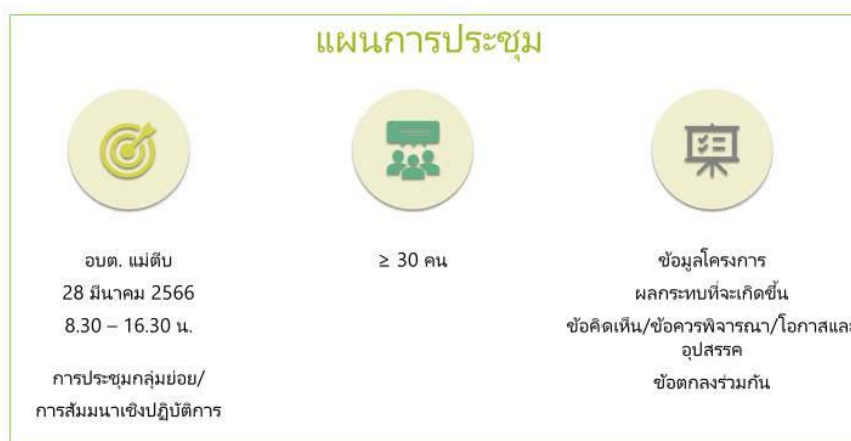 แผนการประชุม
อบต. แม่ตืบ
28 มีนาคม 2566
8.30 – 16.30 น.
การประชุมกลุ่มย่อย/
การสัมมนาเชิงปฏิบัติการ
≥ 30 คน
ข้อมูลโครงการ
ผลกระทบที่จะเกิดขึ้น
ข้อคิดเห็น/ข้อควรพิจารณา/โอกาสและ
อุปสรรค
ข้อตกลงร่วมกัน